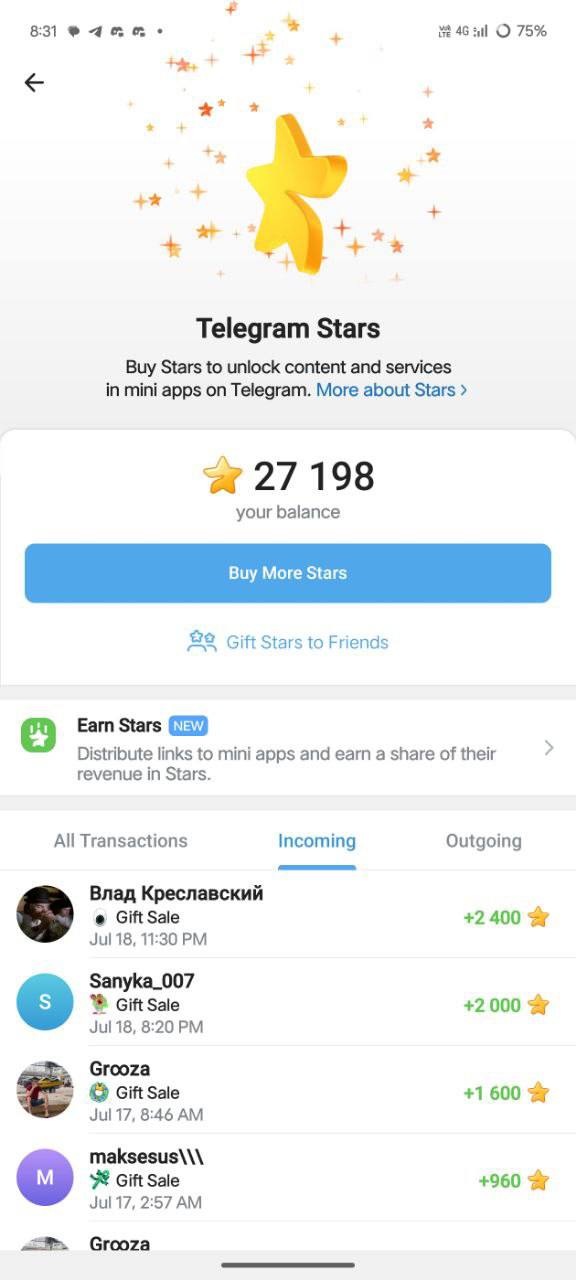 8:31
Vo LTE 4G 75%
Telegram Stars
Buy Stars to unlock content and services
in mini apps on Telegram. More about Stars ›
27 198
your balance
Buy More Stars
Gift Stars to Friends
Earn Stars NEW
Distribute links to mini apps and earn a share of their
revenue in Stars.
All Transactions Incoming Outgoing
Влад Креславский
Gift Sale +2 400
Jul 18, 11:30 PM
S
Sanyka_007
Gift Sale +2 000
Jul 18, 8:20 PM
Grooza
Gift Sale +1 600
Jul 17, 8:46 AM
M
maksesus\\\
Gift Sale +960
Jul 17, 2:57 AM
Grooza